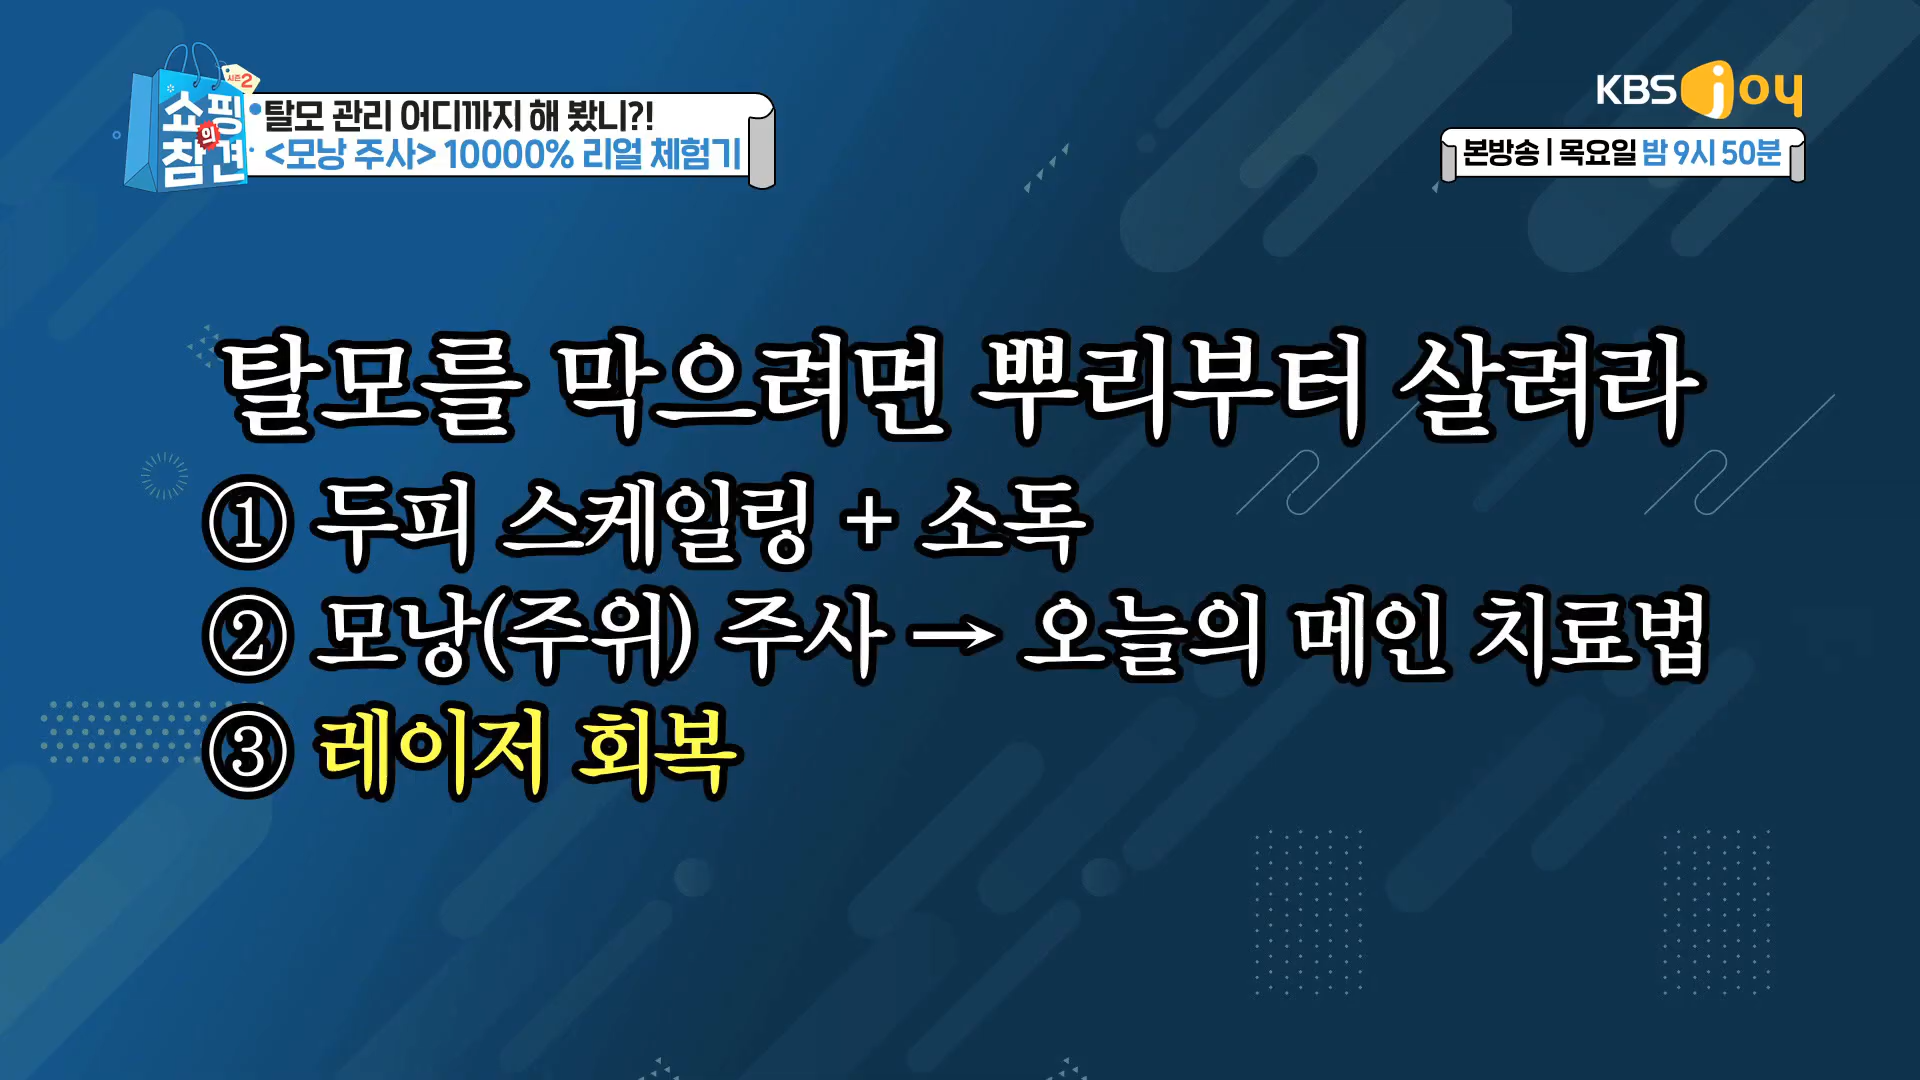 시즌2
쇼핑의 참견
탈모 관리 어디까지 해 봤니?!
<모낭 주사> 10000% 리얼 체험기
KBS joy
본방송 | 목요일 밤 9시 50분
탈모를 막으려면 뿌리부터 살려라
① 두피 스케일링 + 소독
② 모낭(주위) 주사 → 오늘의 메인 치료법
③ 레이저 회복